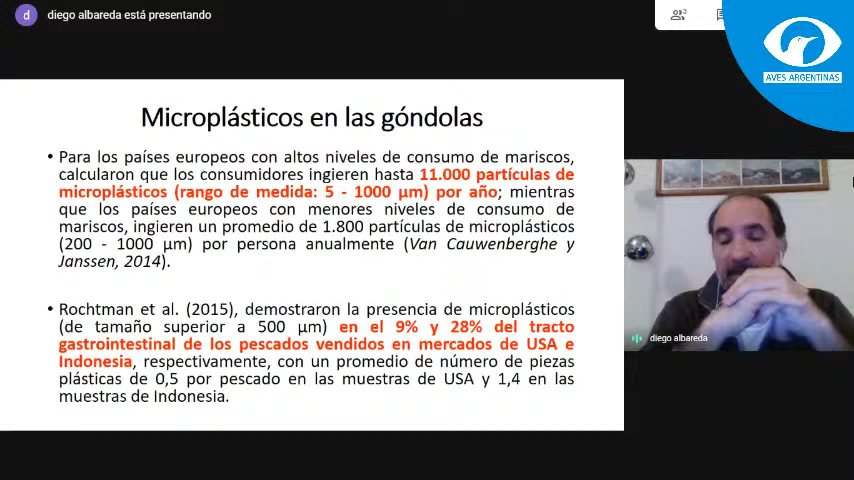 d
diego albareda está presentando
3
AVES ARGENTINAS
Microplásticos en las góndolas
• Para los países europeos con altos niveles de consumo de mariscos,
calcularon que los consumidores ingieren hasta 11.000 partículas de
microplásticos (rango de medida: 5 - 1000 µm) por año; mientras
que los países europeos con menores niveles de consumo de
mariscos, ingieren un promedio de 1.800 partículas de microplásticos
(200 - 1000 µm) por persona anualmente (Van Cauwenberghe y
Janssen, 2014).
• Rochtman et al. (2015), demostraron la presencia de microplásticos
(de tamaño superior a 500 µm) en el 9% y 28% del tracto
gastrointestinal de los pescados vendidos en mercados de USA e
Indonesia, respectivamente, con un promedio de número de piezas
plásticas de 0,5 por pescado en las muestras de USA y 1,4 en las
muestras de Indonesia.
diego albareda